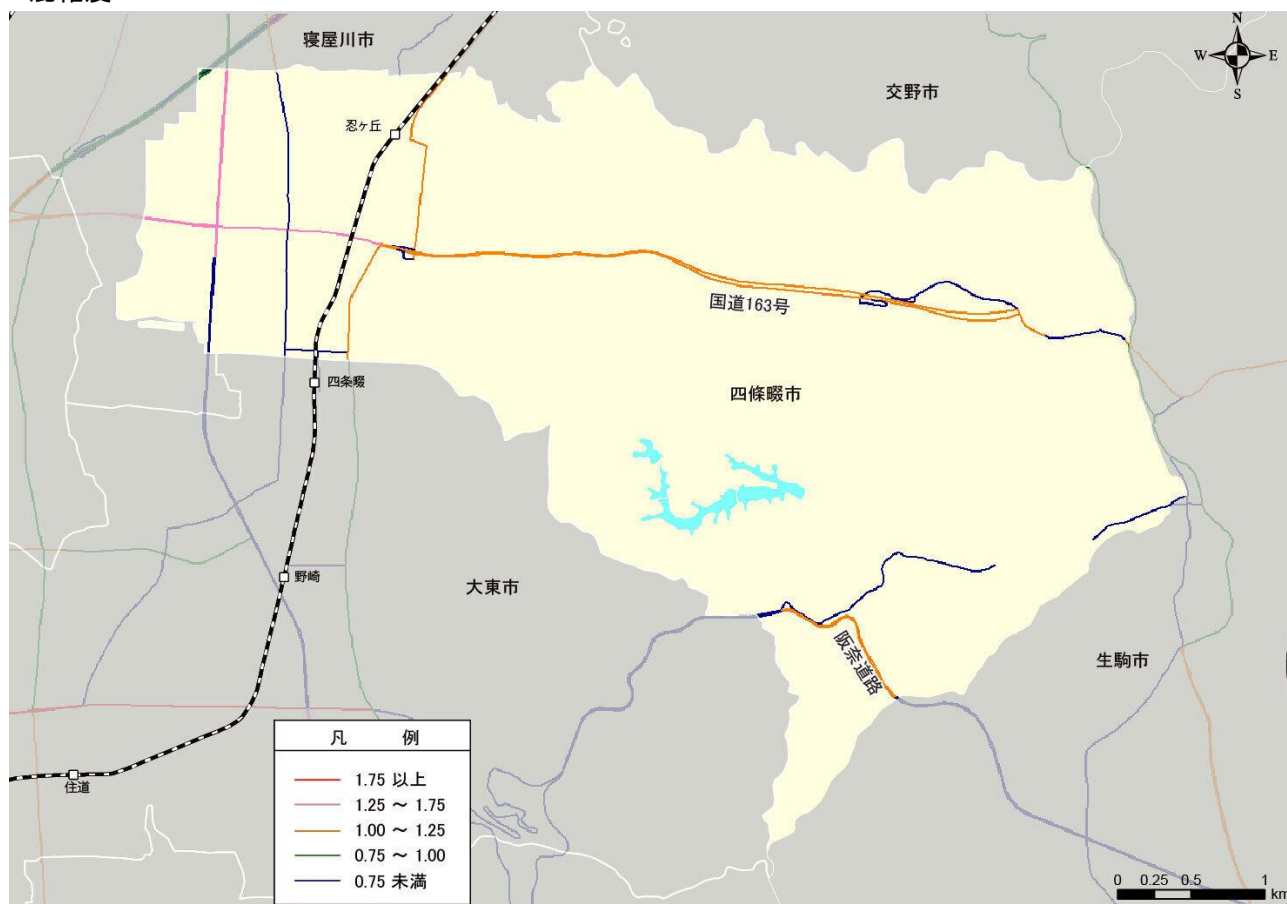 寝屋川市
N
W
E
S
交野市
忍ヶ丘
国道163号
四條畷市
四条畷
野崎
大東市
阪奈道路
生駒市
凡 例
1.75 以上
1.25 ～ 1.75
1.00 ～ 1.25
0.75 ～ 1.00
0.75 未満
住道
0 0.25 0.5 1
km